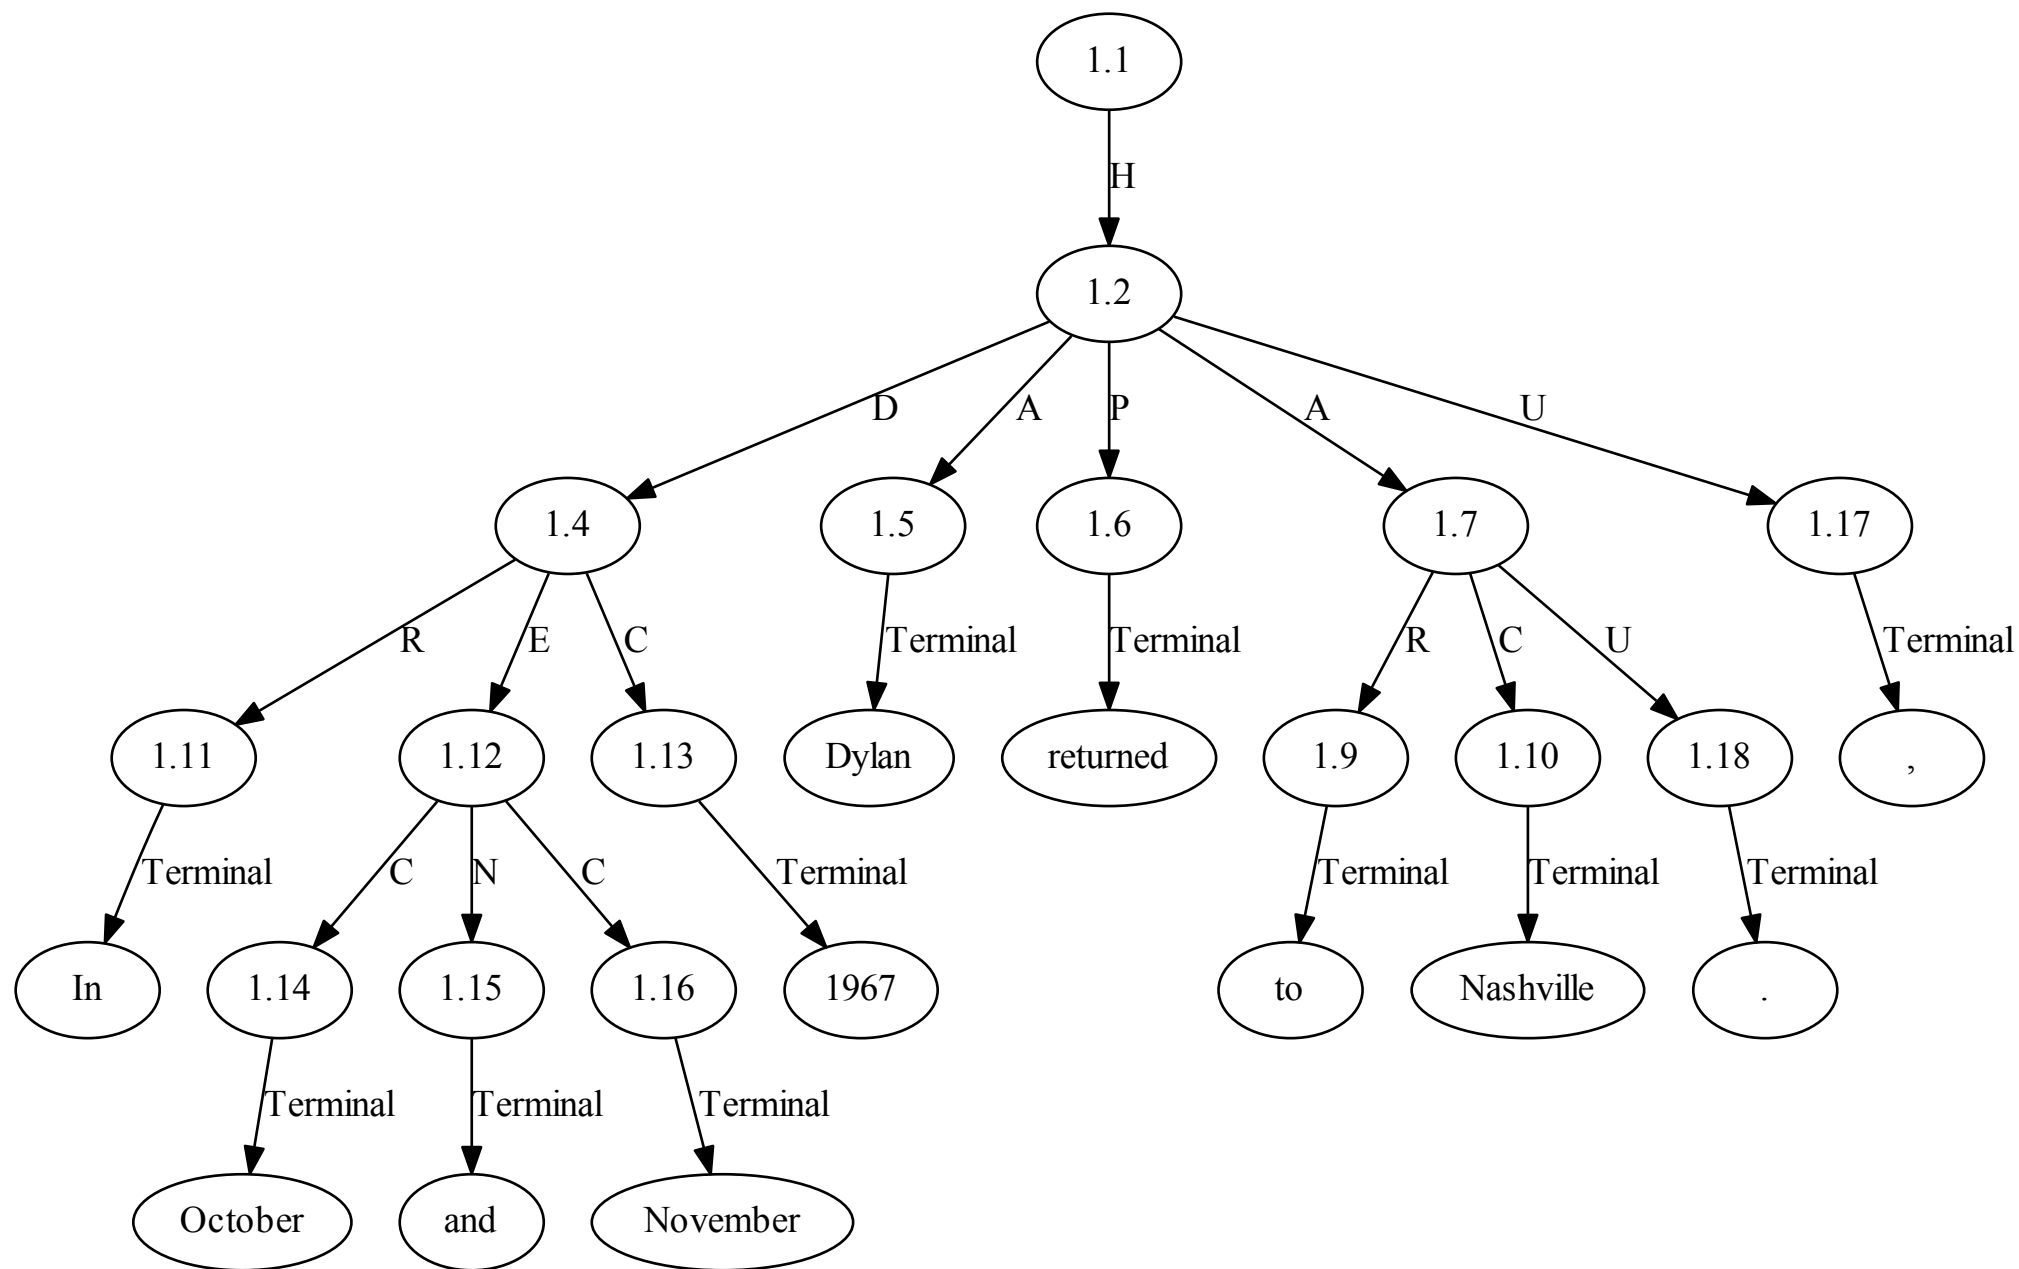 1.1
H
1.2
D A P A U
1.4 1.5 1.6 1.7 1.17
R E C Terminal Terminal R C U Terminal
1.11 1.12 1.13 Dylan returned 1.9 1.10 1.18 ,
Terminal C N C Terminal Terminal Terminal Terminal
In 1.14 1.15 1.16 1967 to Nashville .
Terminal Terminal Terminal
October and November